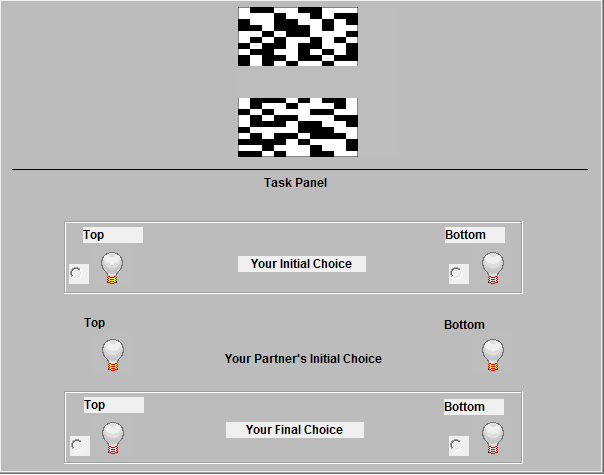 Task Panel
Top
Bottom
Your Initial Choice
Top
Bottom
Your Partner's Initial Choice
Top
Bottom
Your Final Choice